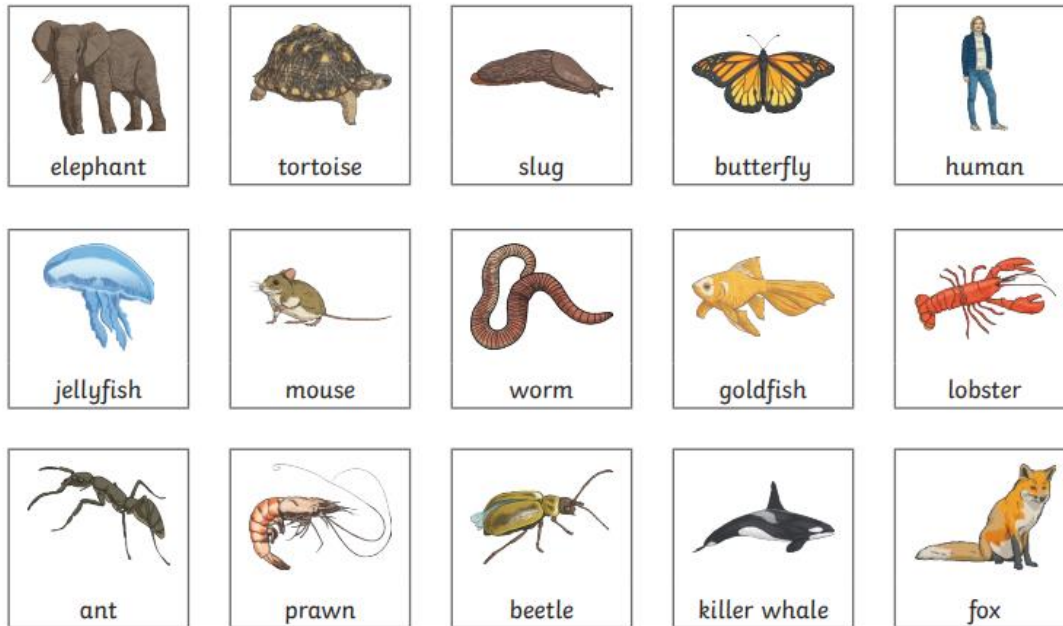 elephant
tortoise
slug
butterfly
human
jellyfish
mouse
worm
goldfish
lobster
ant
prawn
beetle
killer whale
fox